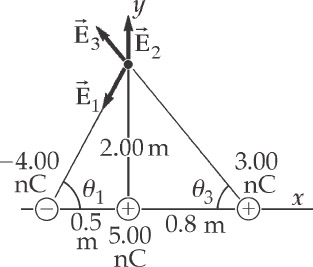 y
E⃗₃
E⃗₂
E⃗₁
−4.00
nC
2.00 m
3.00
nC
θ₁
θ₃
x
−
+
+
0.5
m
5.00
nC
0.8 m